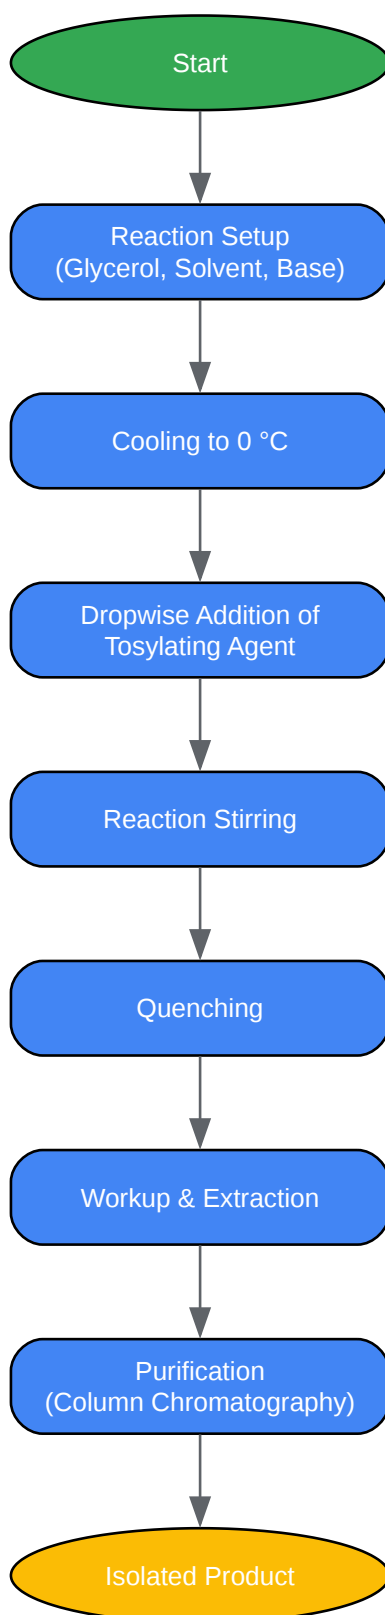 Start
Reaction Setup
(Glycerol, Solvent, Base)
Cooling to 0 °C
Dropwise Addition of
Tosylating Agent
Reaction Stirring
Quenching
Workup & Extraction
Purification
(Column Chromatography)
Isolated Product